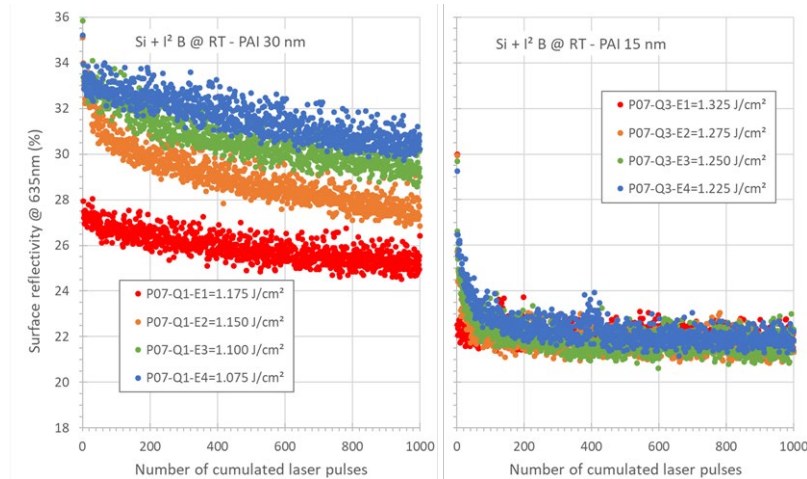 Si + I² B @ RT - PAI 30 nm
Surface reflectivity @ 635nm (%)
36
34
32
30
28
26
24
22
20
18
P07-Q1-E1=1.175 J/cm²
P07-Q1-E2=1.150 J/cm²
P07-Q1-E3=1.100 J/cm²
P07-Q1-E4=1.075 J/cm²
0 200 400 600 800 1000
Number of cumulated laser pulses
Si + I² B @ RT - PAI 15 nm
P07-Q3-E1=1.325 J/cm²
P07-Q3-E2=1.275 J/cm²
P07-Q3-E3=1.250 J/cm²
P07-Q3-E4=1.225 J/cm²
0 200 400 600 800 1000
Number of cumulated laser pulses